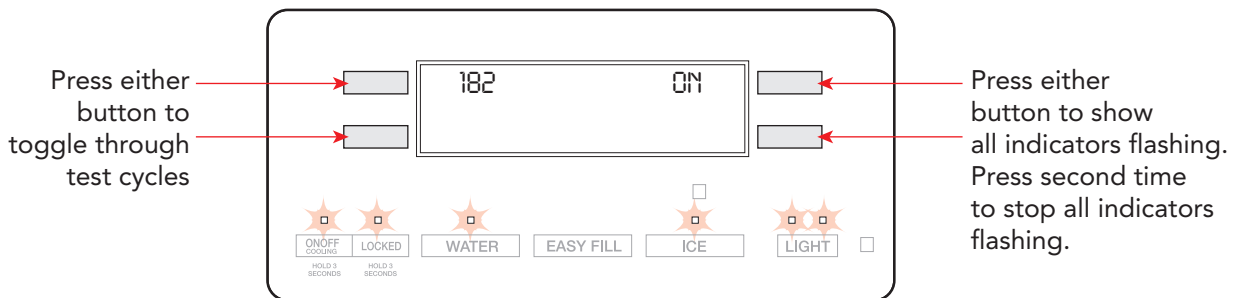 Press either
button to
toggle through
test cycles
182 ON
Press either
button to show
all indicators flashing.
Press second time
to stop all indicators
flashing.
ONOFF
COOLING
LOCKED
WATER
EASY FILL
ICE
LIGHT
HOLD 3
SECONDS
HOLD 3
SECONDS